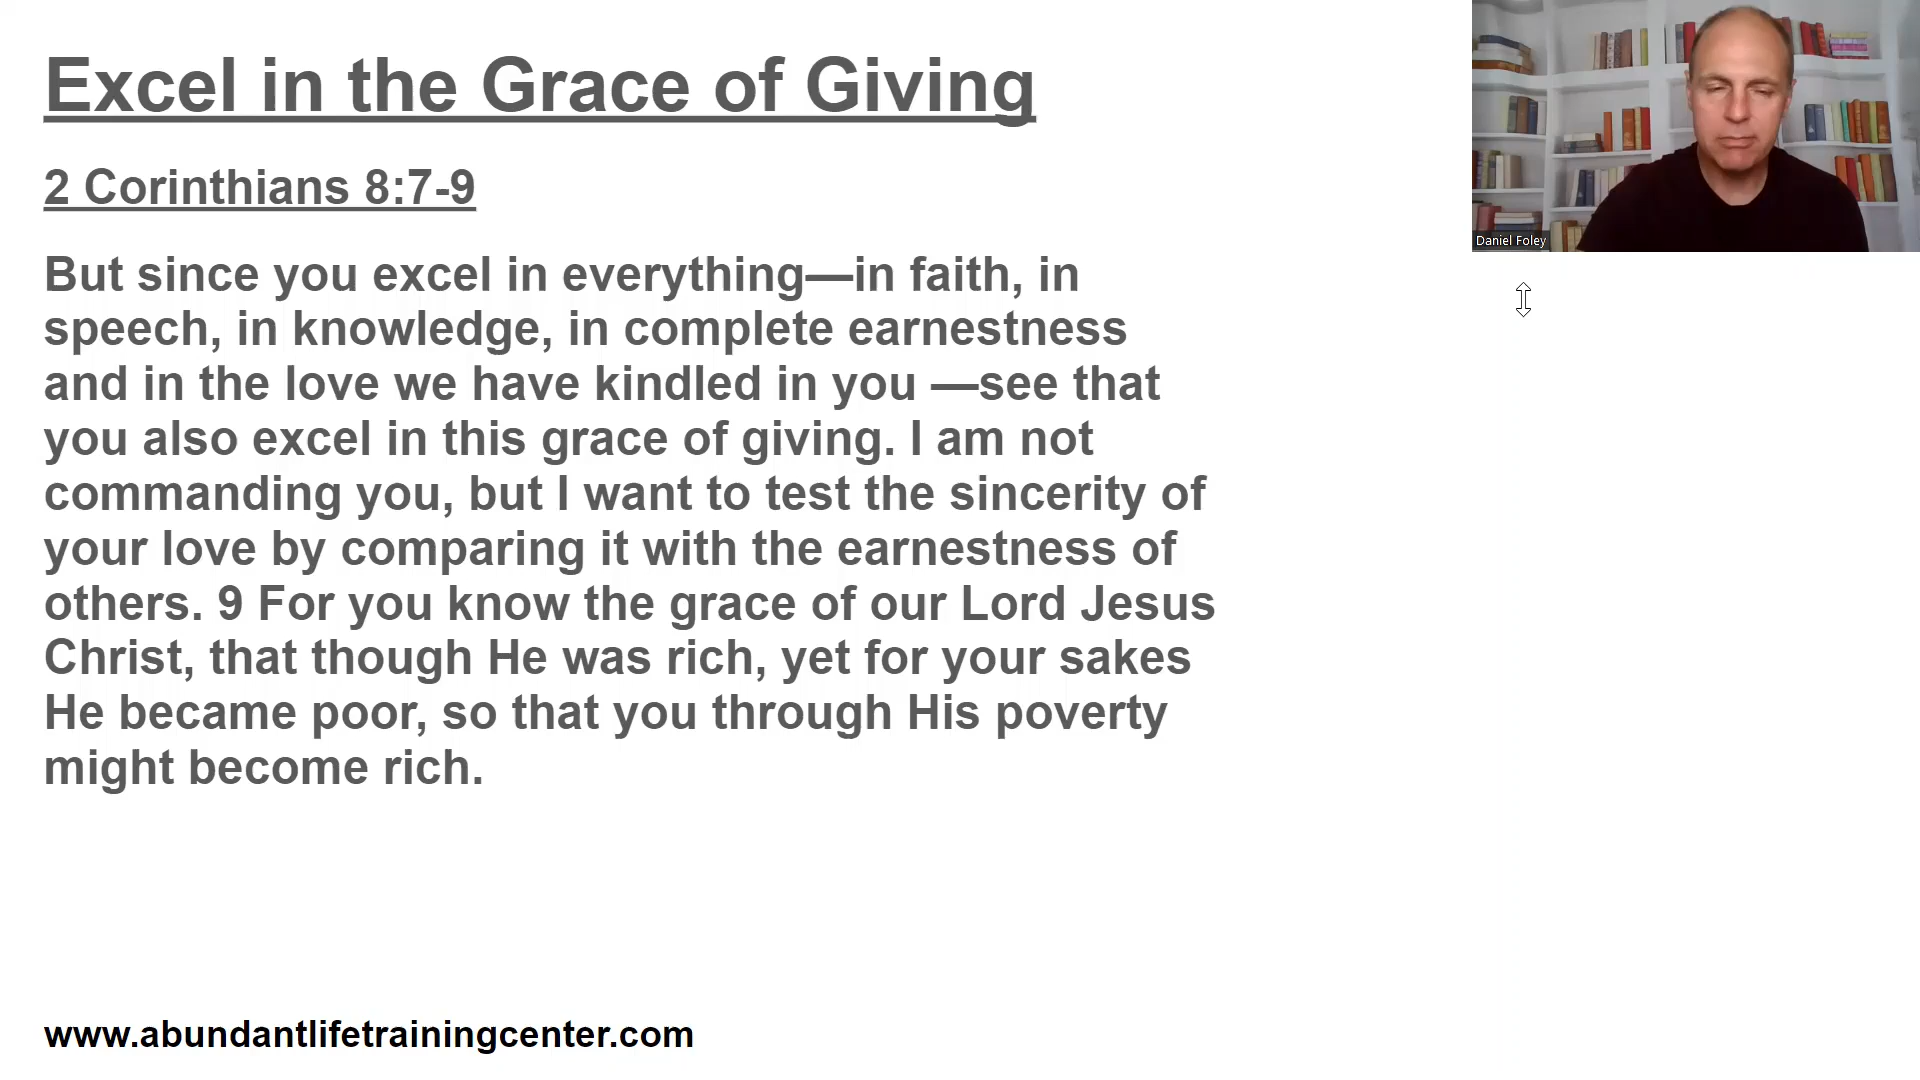 Excel in the Grace of Giving
2 Corinthians 8:7-9
But since you excel in everything—in faith, in
speech, in knowledge, in complete earnestness
and in the love we have kindled in you —see that
you also excel in this grace of giving. I am not
commanding you, but I want to test the sincerity of
your love by comparing it with the earnestness of
others. 9 For you know the grace of our Lord Jesus
Christ, that though He was rich, yet for your sakes
He became poor, so that you through His poverty
might become rich.
www.abundantlifetrainingcenter.com
Daniel Foley